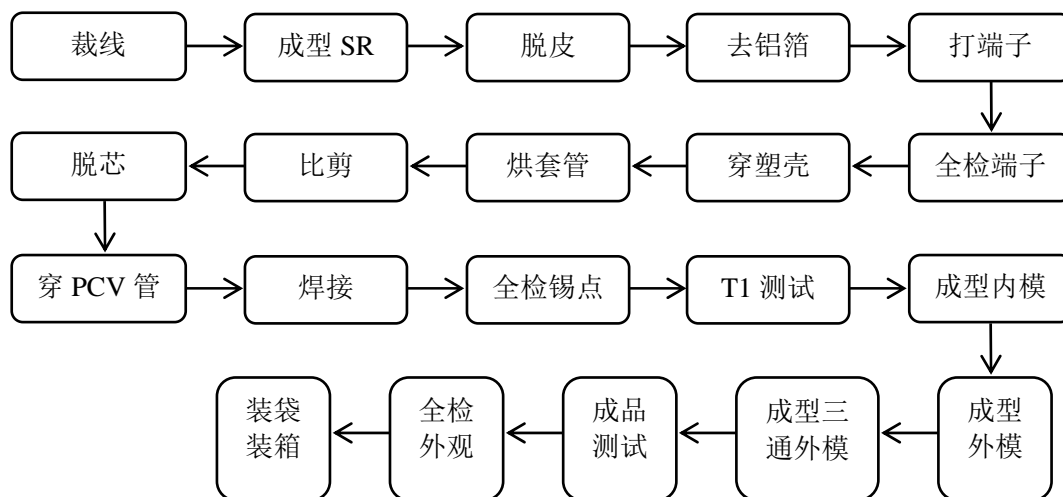 裁线
成型 SR
脱皮
去铝箔
打端子
全检端子
穿塑壳
烘套管
比剪
脱芯
穿 PCV 管
焊接
全检锡点
T1 测试
成型内模
成型
外模
成型三
通外模
成品
测试
全检
外观
装袋
装箱